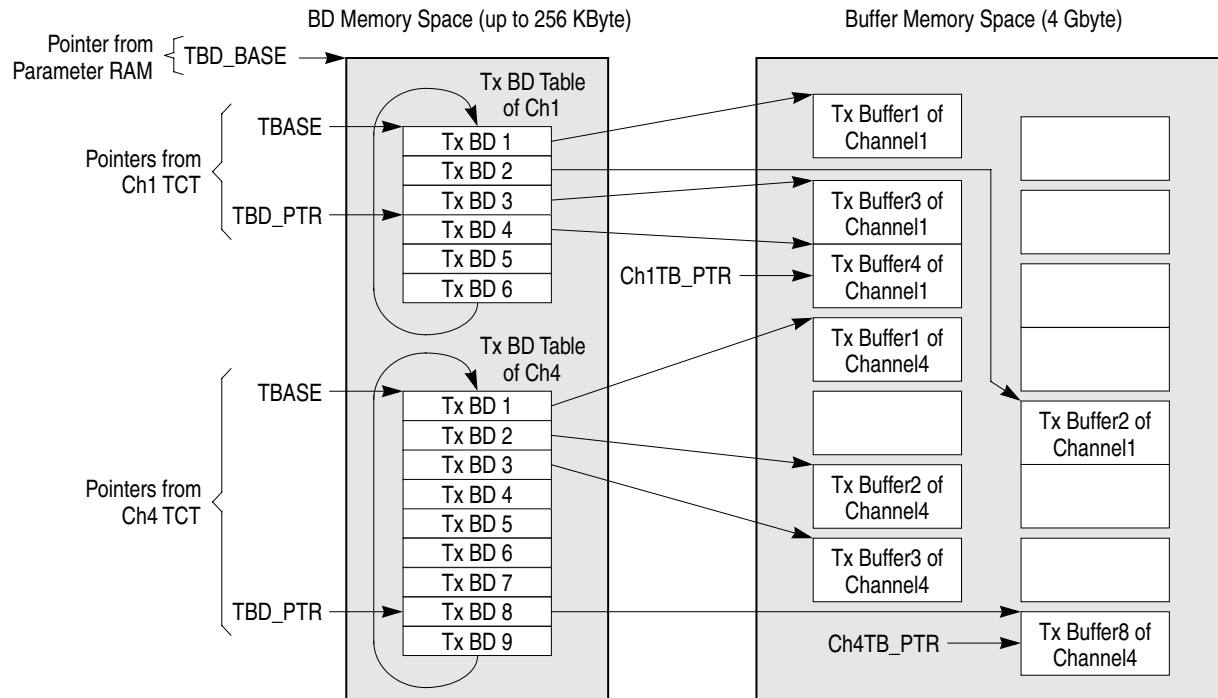 BD Memory Space (up to 256 KByte)
Buffer Memory Space (4 Gbyte)
Pointer from
Parameter RAM
TBD_BASE
Tx BD Table
of Ch1
TBASE
Pointers from
Ch1 TCT
TBD_PTR
Tx BD 1
Tx BD 2
Tx BD 3
Tx BD 4
Tx BD 5
Tx BD 6
Tx BD Table
of Ch4
TBASE
Pointers from
Ch4 TCT
TBD_PTR
Tx BD 1
Tx BD 2
Tx BD 3
Tx BD 4
Tx BD 5
Tx BD 6
Tx BD 7
Tx BD 8
Tx BD 9
Tx Buffer1 of
Channel1
Tx Buffer3 of
Channel1
Ch1TB_PTR
Tx Buffer4 of
Channel1
Tx Buffer1 of
Channel4
Tx Buffer2 of
Channel4
Tx Buffer3 of
Channel4
Tx Buffer2 of
Channel1
Ch4TB_PTR
Tx Buffer8 of
Channel4